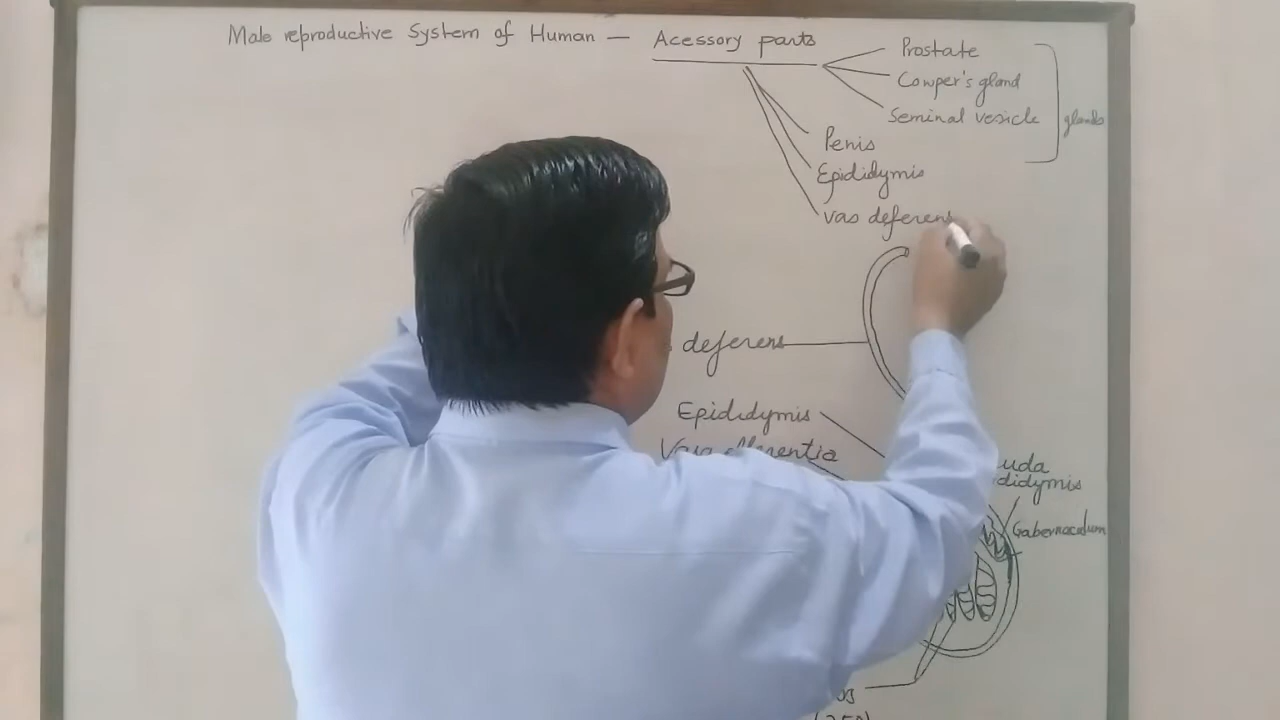 Male reproductive System of Human — Acessory parts
Prostate
Cowper's gland
Seminal vesicle
glands
Penis
Epididymis
Vas deferens
deferens
Epididymis
Vasa efferentia
uda
didymis
Gabernaculum